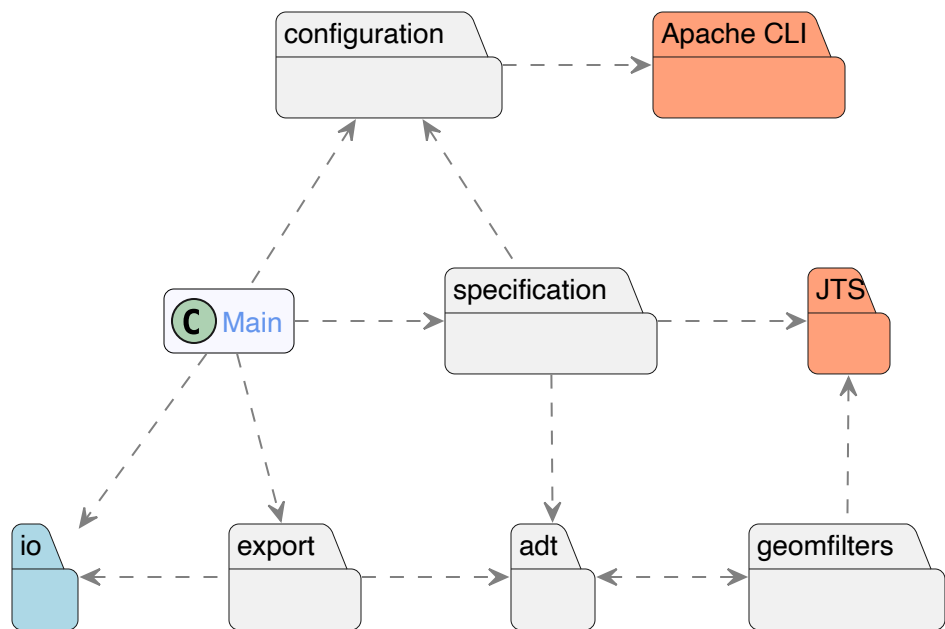 configuration
Apache CLI
C
Main
specification
JTS
io
export
adt
geomfilters